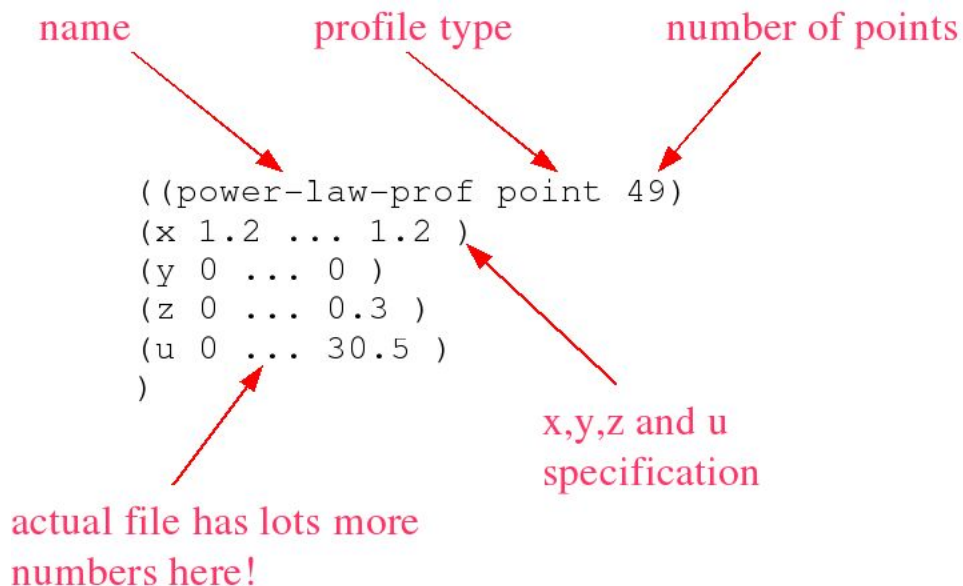 name
profile type
number of points
((power-law-prof point 49)
(x 1.2 ... 1.2 )
(y 0 ... 0 )
(z 0 ... 0.3 )
(u 0 ... 30.5 )
)
x,y,z and u
specification
actual file has lots more
numbers here!